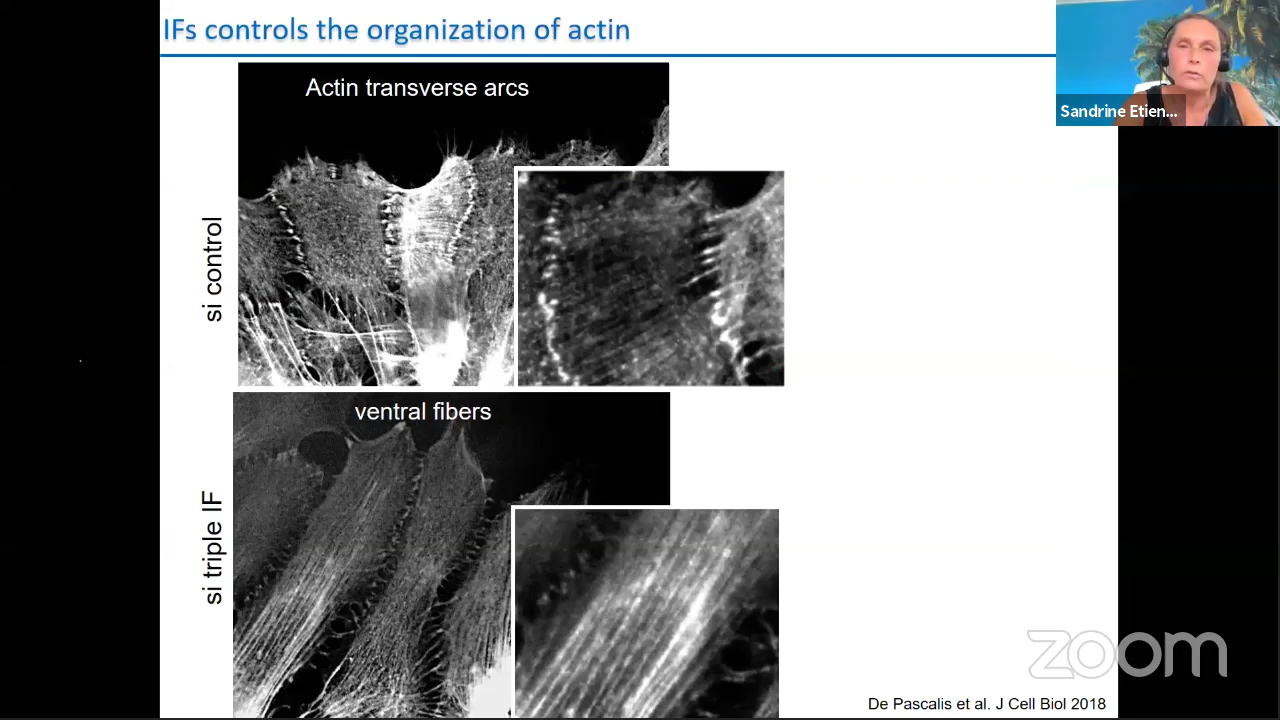 IFs controls the organization of actin
Sandrine Etien...
Actin transverse arcs
si control
ventral fibers
si triple IF
zoom
De Pascalis et al. J Cell Biol 2018